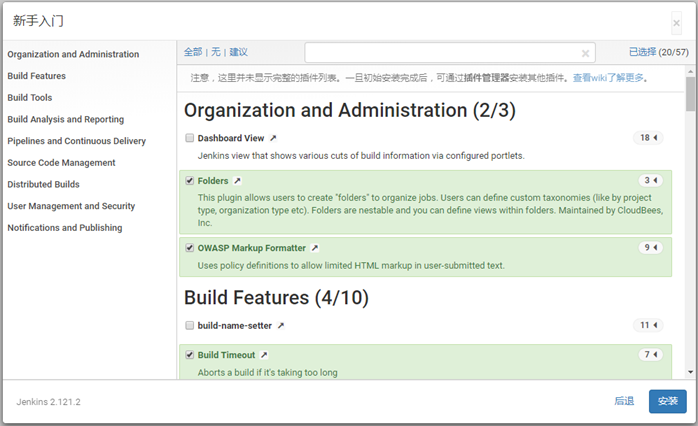 新手入门
×
Organization and Administration
Build Features
Build Tools
Build Analysis and Reporting
Pipelines and Continuous Delivery
Source Code Management
Distributed Builds
User Management and Security
Notifications and Publishing
全部 | 无 | 建议
已选择 (20/57)
注意，这里并未显示完整的插件列表。一旦初始安装完成后，可通过插件管理器安装其他插件。查看wiki了解更多。
Organization and Administration (2/3)
Dashboard View 18
Jenkins view that shows various cuts of build information via configured portlets.
Folders 3
This plugin allows users to create "folders" to organize jobs. Users can define custom taxonomies (like by project
type, organization type etc). Folders are nestable and you can define views within folders. Maintained by CloudBees,
Inc.
OWASP Markup Formatter 9
Uses policy definitions to allow limited HTML markup in user-submitted text.
Build Features (4/10)
build-name-setter 11
Build Timeout 7
Aborts a build if it's taking too long
Jenkins 2.121.2
后退
安装